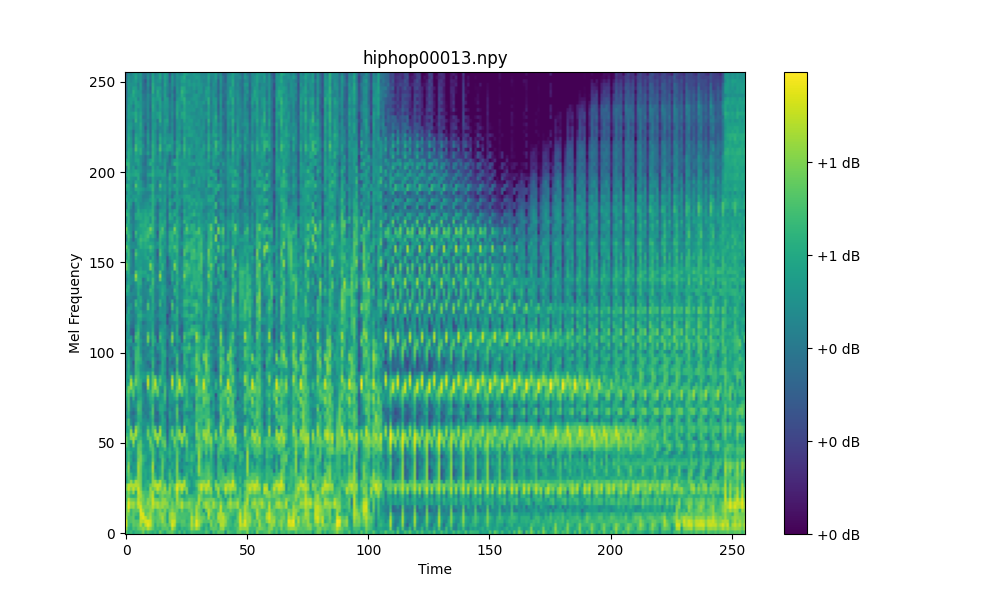 hiphop00013.npy
250
200
150
100
50
0
Mel Frequency
0 50 100 150 200 250
Time
+1 dB
+1 dB
+0 dB
+0 dB
+0 dB